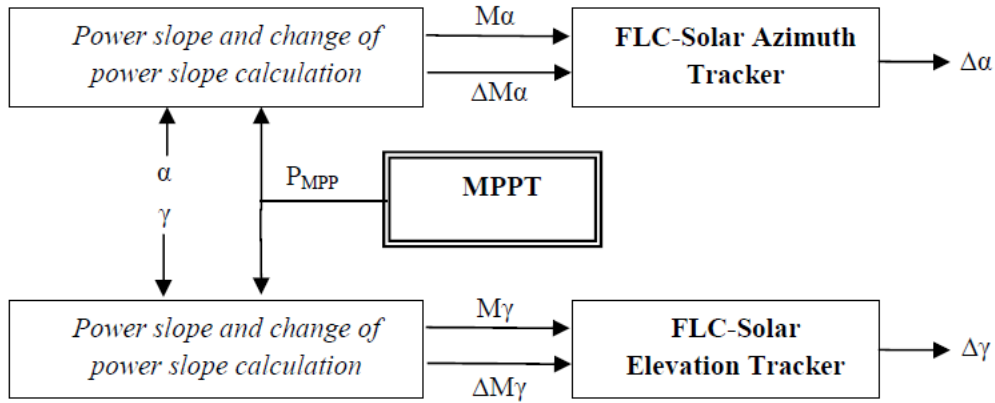 Power slope and change of
power slope calculation
Mα
ΔMα
FLC-Solar Azimuth
Tracker
Δα
α
γ
PMPP
MPPT
Power slope and change of
power slope calculation
Mγ
ΔMγ
FLC-Solar
Elevation Tracker
Δγ